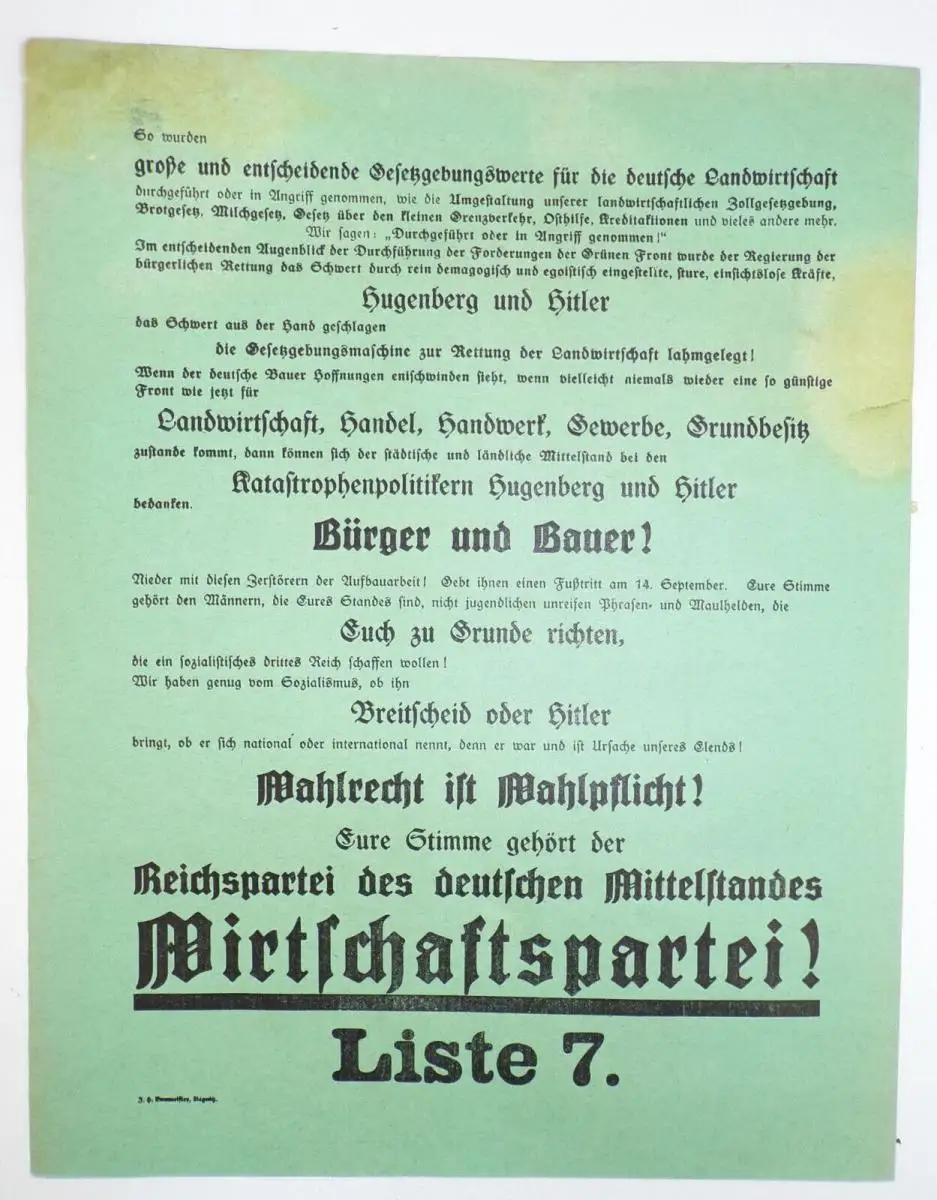 So wurden
große und entscheidende Gesetzgebungswerte für die deutsche Landwirtschaft
durchgeführt oder in Angriff genommen, wie die Umgestaltung unserer landwirtschaftlichen Zollgesetzgebung,
Brotgesetz, Milchgesetz, Gesetz über den kleinen Grenzverkehr, Osthilfe, Kreditaktionen und vieles andere mehr.
Wir sagen: „Durchgeführt oder in Angriff genommen!“
Im entscheidenden Augenblick der Durchführung der Forderungen der Grünen Front wurde der Regierung der
bürgerlichen Rettung das Schwert durch rein demagogisch und egoistisch eingestellte, sture, einsichtslose Kräfte,
Hugenberg und Hitler
das Schwert aus der Hand geschlagen
die Gesetzgebungsmaschine zur Rettung der Landwirtschaft lahmgelegt!
Wenn der deutsche Bauer Hoffnungen entschwinden sieht, wenn vielleicht niemals wieder eine so günstige
Front wie jetzt für
Landwirtschaft, Handel, Handwerk, Gewerbe, Grundbesitz
zustande kommt, dann können sich der städtische und ländliche Mittelstand bei den
Katastrophenpolitikern Hugenberg und Hitler
bedanken.
Bürger und Bauer!
Nieder mit diesen Zerstörern der Aufbauarbeit! Gebt ihnen einen Fußtritt am 14. September. Eure Stimme
gehört den Männern, die Eures Standes sind, nicht jugendlichen unreifen Phrasen- und Maulhelden, die
Euch zu Grunde richten,
die ein sozialistisches drittes Reich schaffen wollen!
Wir haben genug vom Sozialismus, ob ihn
Breitscheid oder Hitler
bringt, ob er sich national oder international nennt, denn er war und ist Ursache unseres Elends!
Wahlrecht ist Wahlpflicht!
Eure Stimme gehört der
Reichspartei des deutschen Mittelstandes
Wirtschaftspartei!
Liste 7.
J. H. Burmeister, Liegnitz.